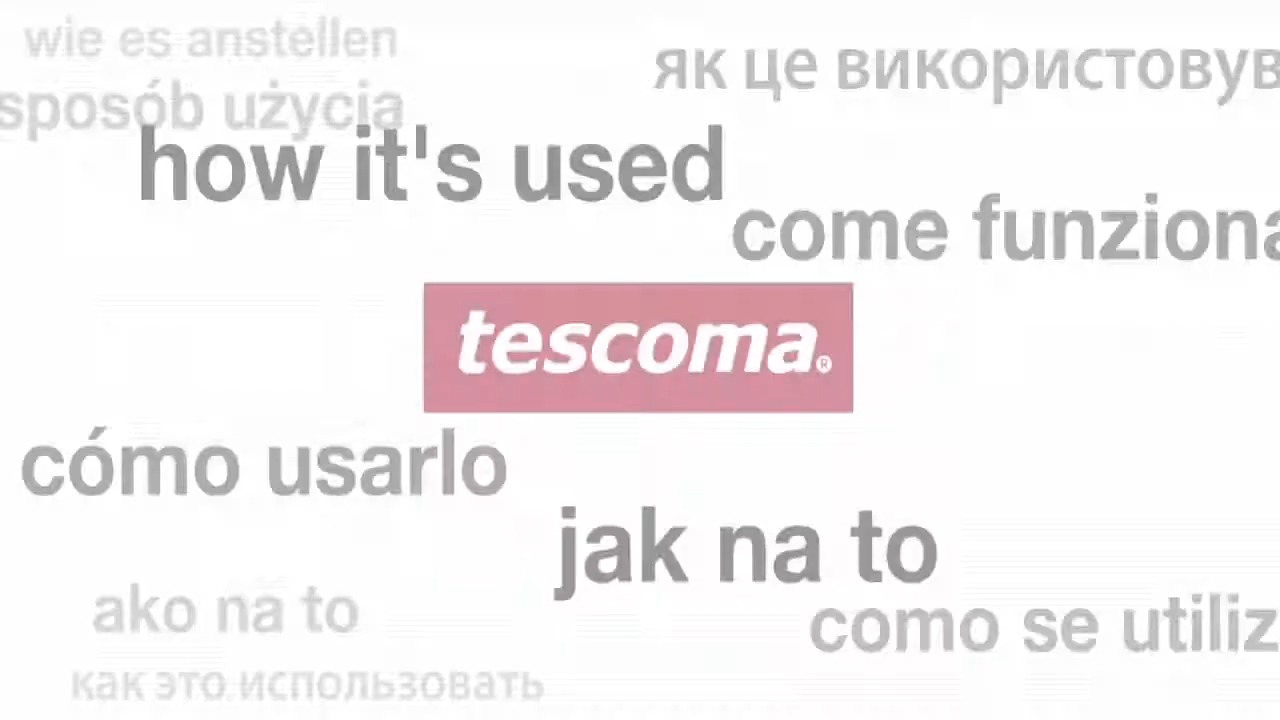 wie es anstellen
як це використовув
sposób użycia
how it's used
come funziona
tescoma®
cómo usarlo
jak na to
ako na to
como se utiliz
как это использовать